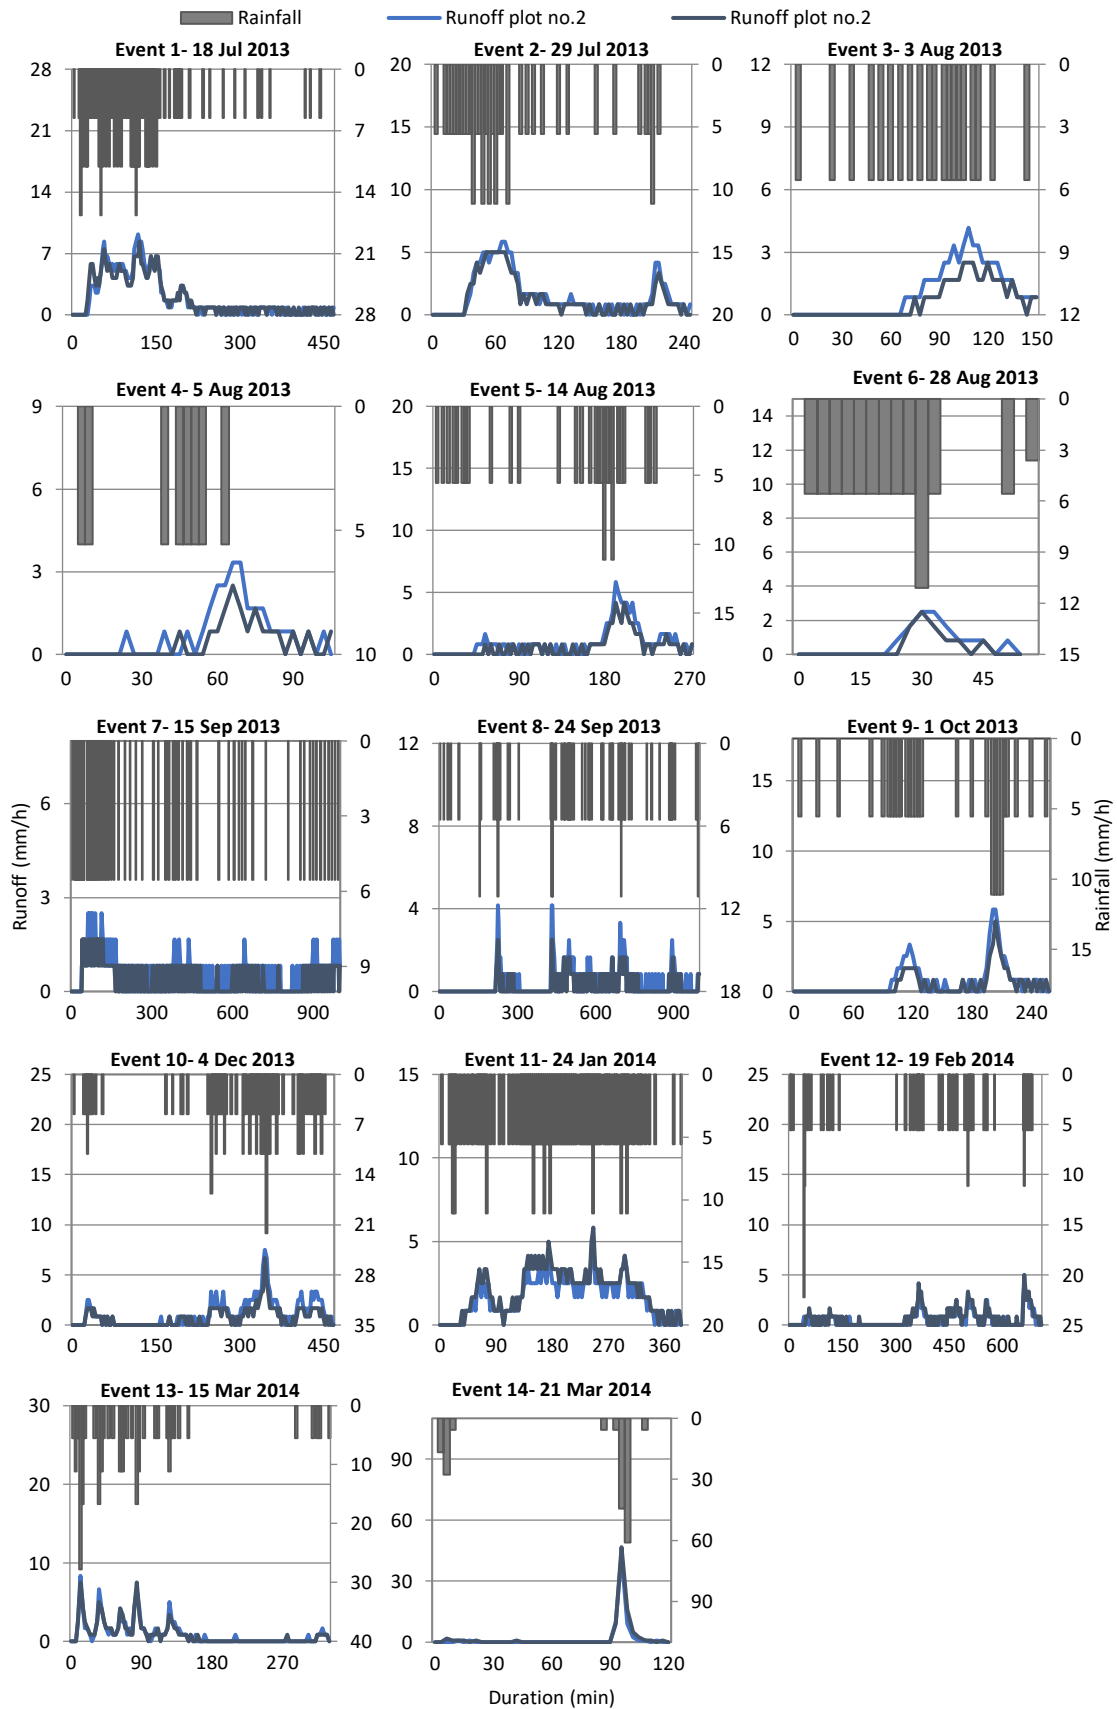 Rainfall Runoff plot no.2 Runoff plot no.2
Event 1- 18 Jul 2013 Event 2- 29 Jul 2013 Event 3- 3 Aug 2013
28 0 20 0 12 0
21 7 15 5 9 3
14 14 10 10 6 6
7 21 5 15 3 9
0 28 0 20 0 12
0 150 300 450 0 60 120 180 240 0 30 60 90 120 150
Event 4- 5 Aug 2013 Event 5- 14 Aug 2013 Event 6- 28 Aug 2013
9 0 20 0 14 0
6 5 15 5 12 3
3 10 10 10 10 6
0 5 15 8 9
0 6 12
4 15
2
0
0 30 60 90 0 90 180 270 0 15 30 45
Event 7- 15 Sep 2013 Event 8- 24 Sep 2013 Event 9- 1 Oct 2013
6 0 12 0 15 0
3 3 8 6 10 5
0 6 4 12 5 10
9 0 18 0 15
0 300 600 900 0 300 600 900 0 60 120 180 240
Runoff (mm/h)
Rainfall (mm/h)
Event 10- 4 Dec 2013 Event 11- 24 Jan 2014 Event 12- 19 Feb 2014
25 0 15 0 25 0
20 7 10 5 20 5
15 14 5 10 15 10
10 21 0 15 10 15
5 28 20 5 20
0 35 0 25
0 150 300 450 0 90 180 270 360 0 150 300 450 600
Event 13- 15 Mar 2014 Event 14- 21 Mar 2014
30 0 90 0
20 10 60 30
10 20 30 60
0 30 0 90
40
0 90 180 270 0 30 60 90 120
Duration (min)